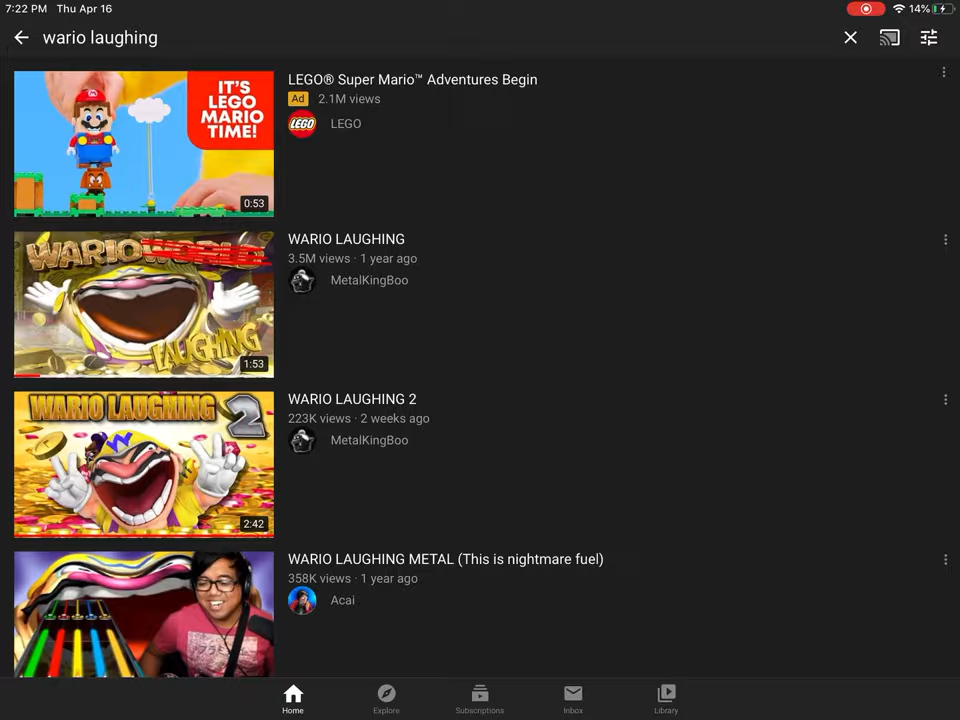 7:22 PM Thu Apr 16
14%
wario laughing
IT'S
LEGO
MARIO
TIME!
0:53
LEGO® Super Mario™ Adventures Begin
Ad 2.1M views
LEGO
LEGO
WARIOWORLD
LAUGHING
1:53
WARIO LAUGHING
3.5M views · 1 year ago
MetalKingBoo
WARIO LAUGHING 2
2:42
WARIO LAUGHING 2
223K views · 2 weeks ago
MetalKingBoo
WARIO LAUGHING METAL (This is nightmare fuel)
358K views · 1 year ago
Acai
Home
Explore
Subscriptions
Inbox
Library